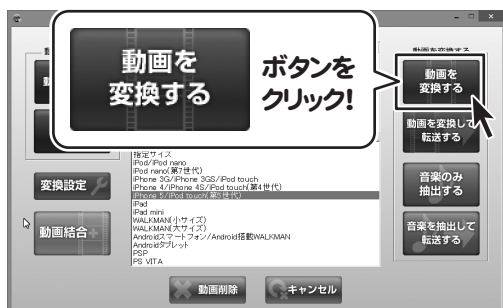 動画を
変換する
ボタンを
クリック!
動画を変換する
動画を
変換する
動画を変換して
転送する
音楽のみ
抽出する
音楽を抽出して
転送する
変換設定
動画結合
指定サイズ
iPod/iPod nano
iPod nano(第7世代)
iPhone 3G/iPhone 3GS/iPod touch
iPhone 4/iPhone 4S/iPod touch(第4世代)
iPhone 5/iPod touch(第5世代)
iPad
iPad mini
WALKMAN(小サイズ)
WALKMAN(大サイズ)
Androidスマートフォン/Android搭載WALKMAN
Androidタブレット
PSP
PS VITA
動画削除
キャンセル